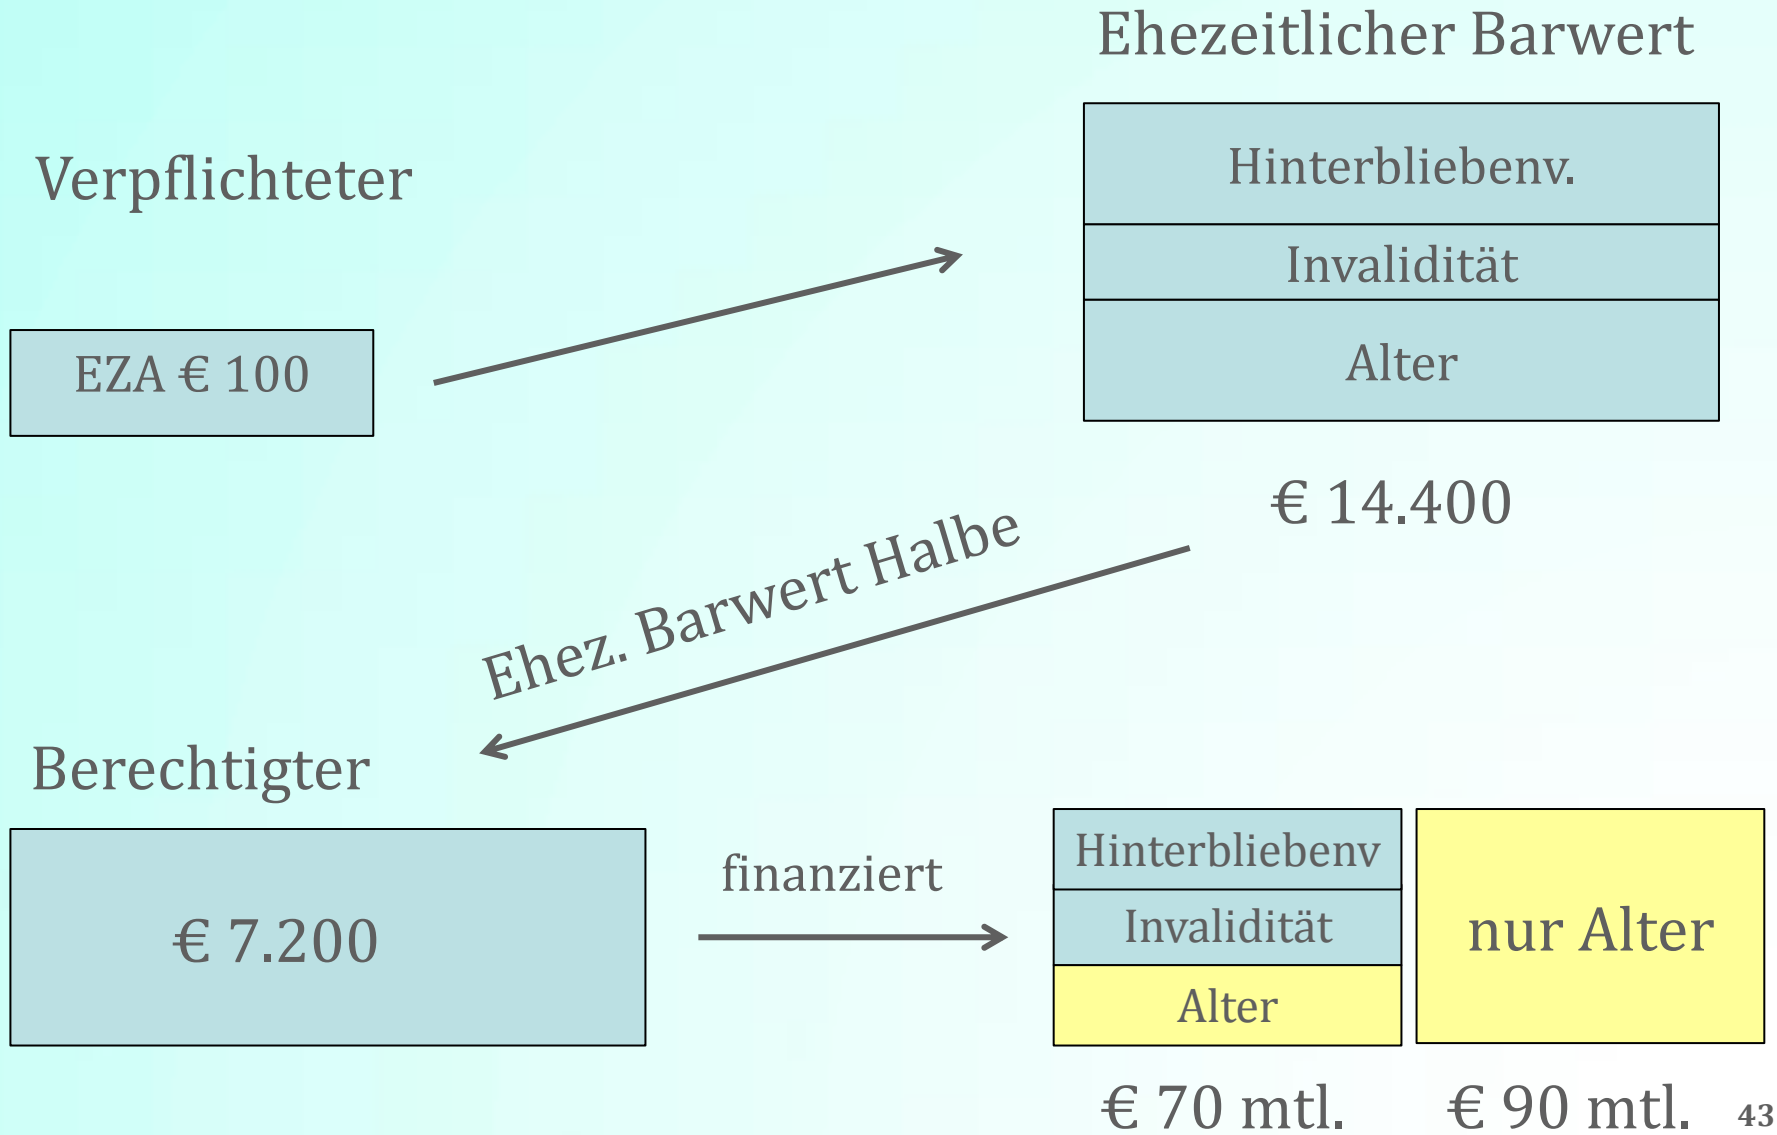 Ehezeitlicher Barwert
Verpflichteter
Hinterbliebenv.
Invalidität
Alter
EZA € 100
€ 14.400
Ehez. Barwert Halbe
Berechtigter
€ 7.200
finanziert
Hinterbliebenv
Invalidität
Alter
nur Alter
€ 70 mtl.
€ 90 mtl.
43